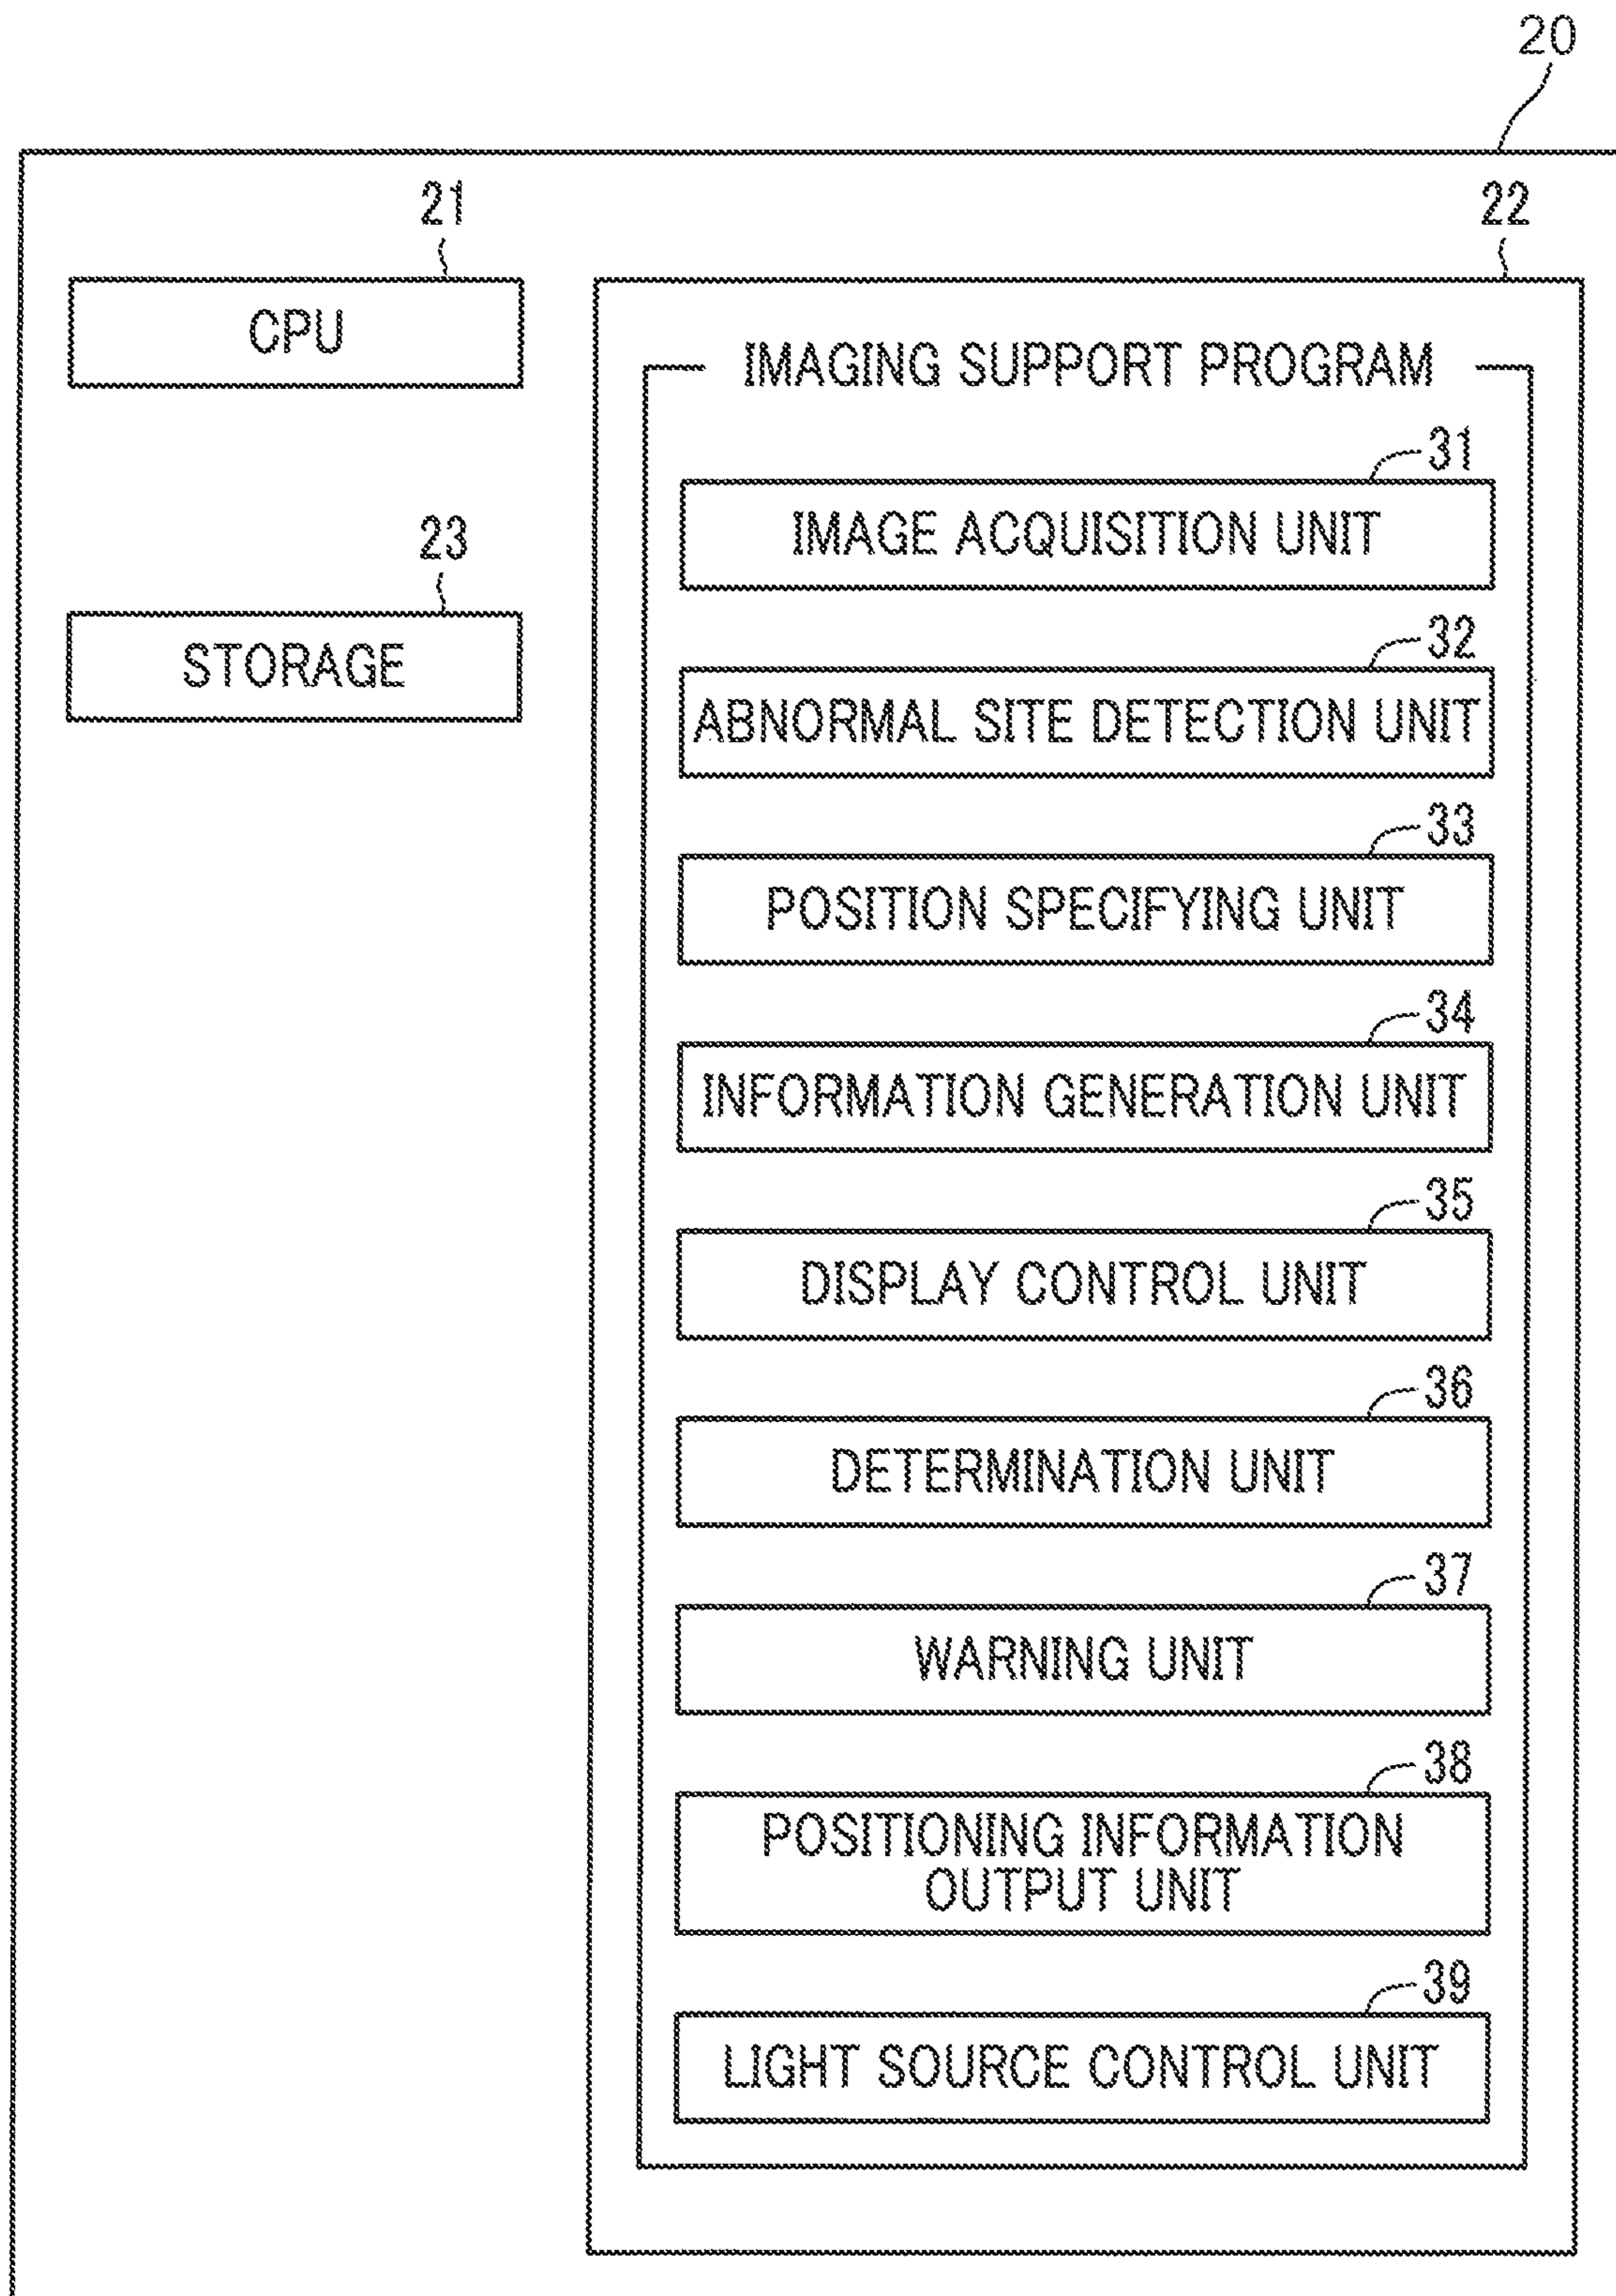 20
21
CPU
23
STORAGE
22
IMAGING SUPPORT PROGRAM
31
IMAGE ACQUISITION UNIT
32
ABNORMAL SITE DETECTION UNIT
33
POSITION SPECIFYING UNIT
34
INFORMATION GENERATION UNIT
35
DISPLAY CONTROL UNIT
36
DETERMINATION UNIT
37
WARNING UNIT
38
POSITIONING INFORMATION
OUTPUT UNIT
39
LIGHT SOURCE CONTROL UNIT